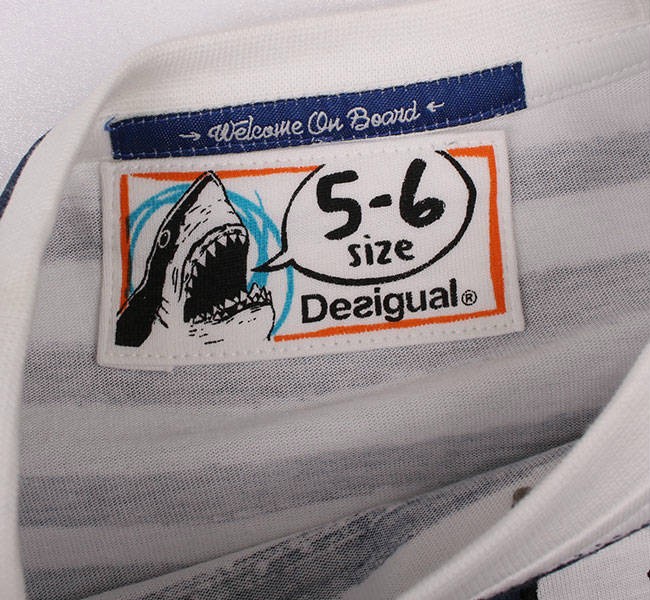 → Welcome On Board ←
5-6
size
Desigual®